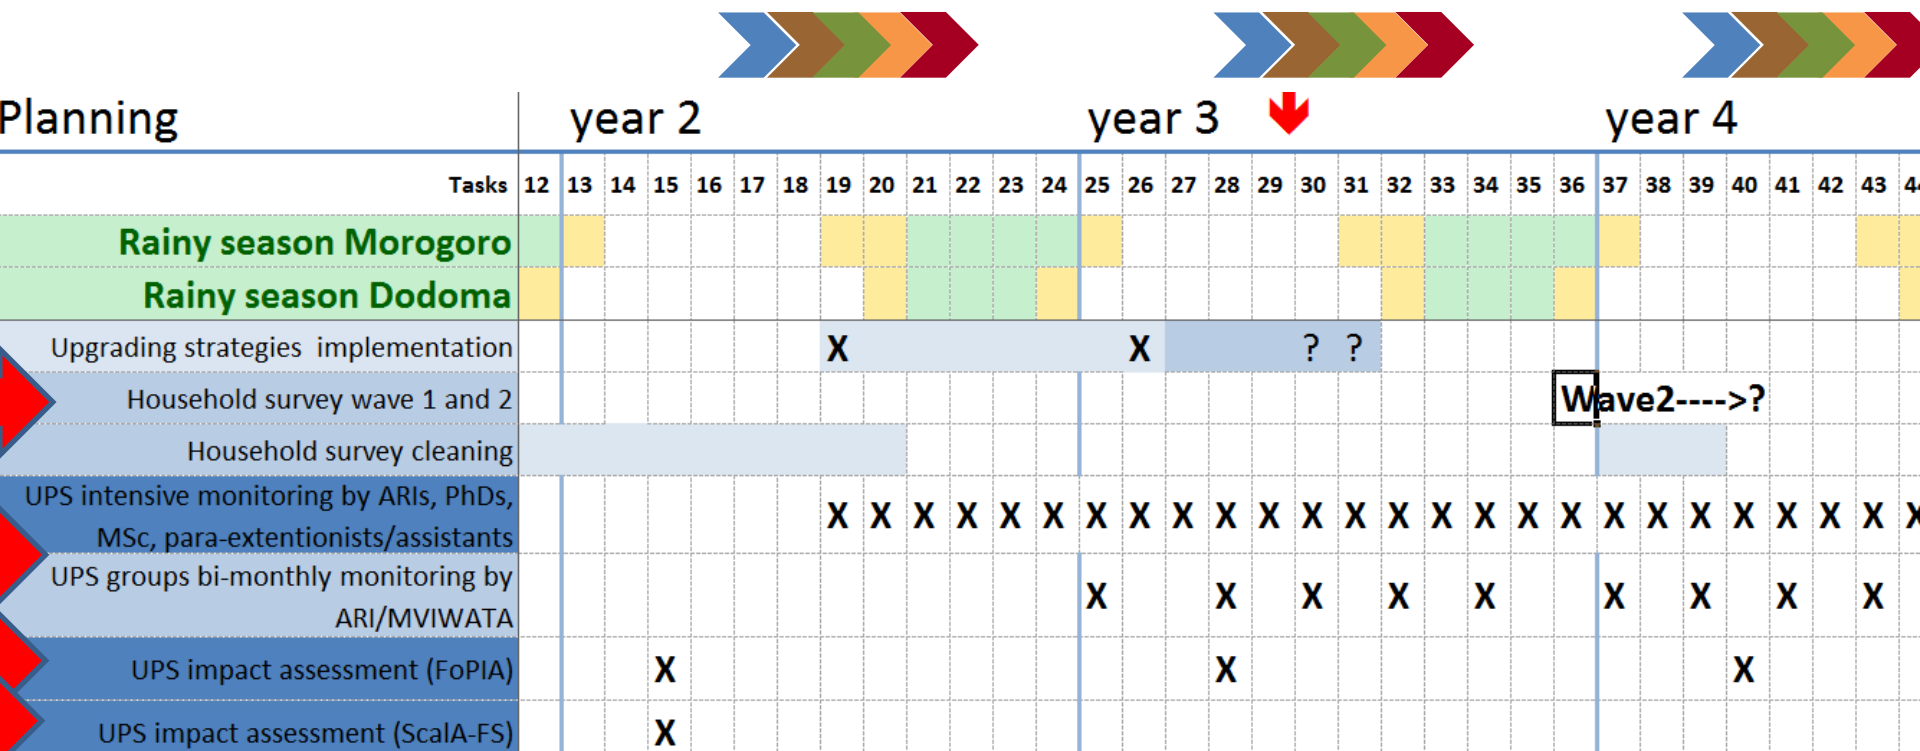 Planning year 2 year 3 year 4
Tasks 12 13 14 15 16 17 18 19 20 21 22 23 24 25 26 27 28 29 30 31 32 33 34 35 36 37 38 39 40 41 42 43 44
Rainy season Morogoro
Rainy season Dodoma
Upgrading strategies implementation X X ? ?
Household survey wave 1 and 2 Wave2---->?
Household survey cleaning
UPS intensive monitoring by ARIs, PhDs,
MSc, para-extentionists/assistants X X X X X X X X X X X X X X X X X X X X X X X X X X
UPS groups bi-monthly monitoring by
ARI/MVIWATA X X X X X X X X X
UPS impact assessment (FoPIA) X X X
UPS impact assessment (ScalA-FS) X